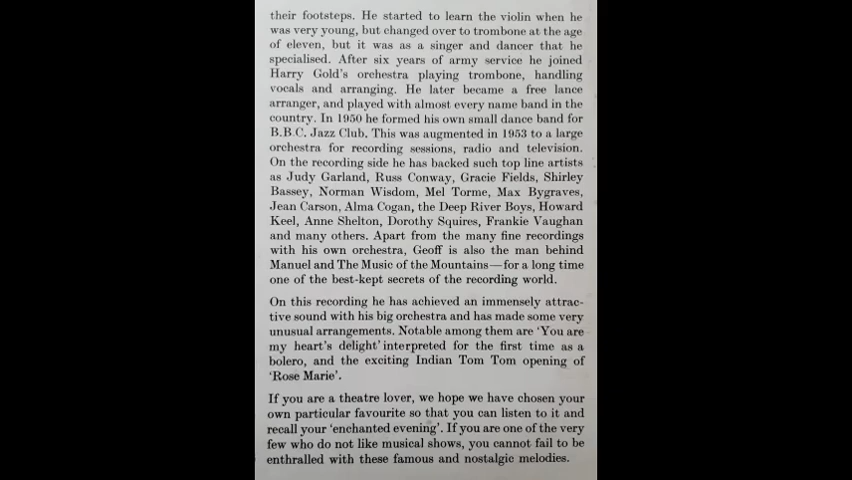 their footsteps. He started to learn the violin when he
was very young, but changed over to trombone at the age
of eleven, but it was as a singer and dancer that he
specialised. After six years of army service he joined
Harry Gold's orchestra playing trombone, handling
vocals and arranging. He later became a free lance
arranger, and played with almost every name band in the
country. In 1950 he formed his own small dance band for
B.B.C. Jazz Club. This was augmented in 1953 to a large
orchestra for recording sessions, radio and television.
On the recording side he has backed such top line artists
as Judy Garland, Russ Conway, Gracie Fields, Shirley
Bassey, Norman Wisdom, Mel Torme, Max Bygraves,
Jean Carson, Alma Cogan, the Deep River Boys, Howard
Keel, Anne Shelton, Dorothy Squires, Frankie Vaughan
and many others. Apart from the many fine recordings
with his own orchestra, Geoff is also the man behind
Manuel and The Music of the Mountains—for a long time
one of the best-kept secrets of the recording world.
On this recording he has achieved an immensely attrac-
tive sound with his big orchestra and has made some very
unusual arrangements. Notable among them are 'You are
my heart's delight' interpreted for the first time as a
bolero, and the exciting Indian Tom Tom opening of
'Rose Marie'.
If you are a theatre lover, we hope we have chosen your
own particular favourite so that you can listen to it and
recall your 'enchanted evening'. If you are one of the very
few who do not like musical shows, you cannot fail to be
enthralled with these famous and nostalgic melodies.